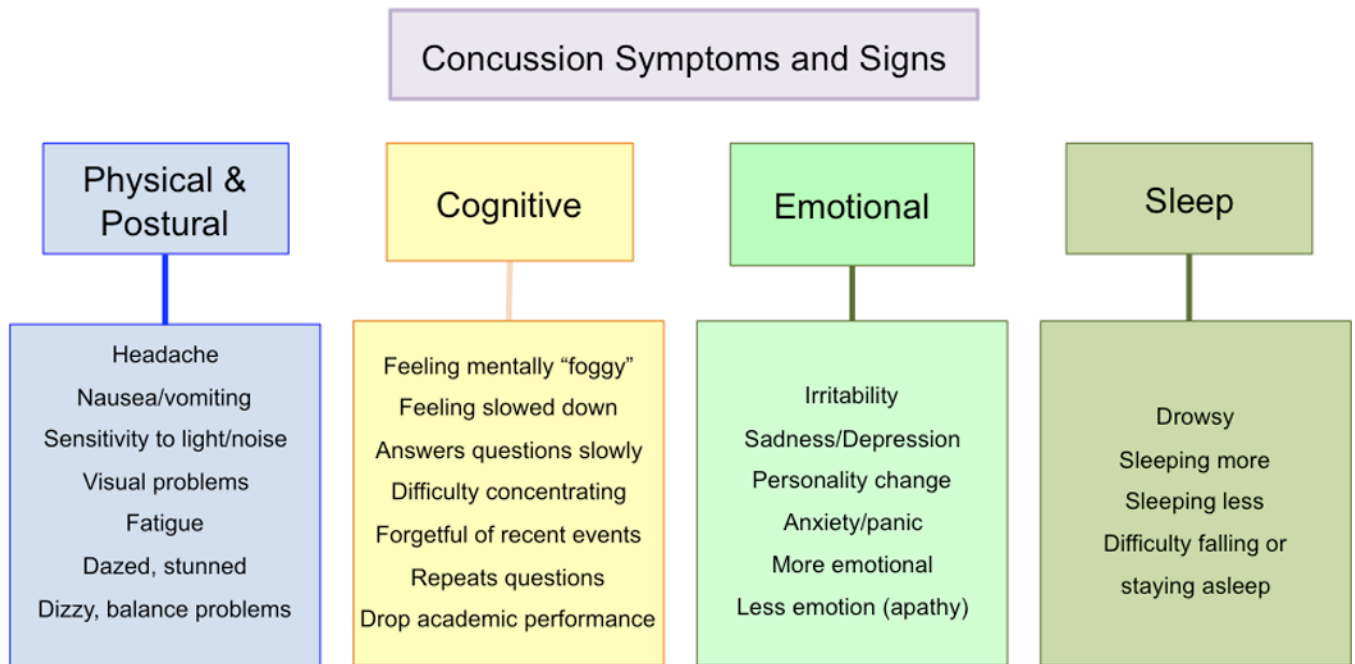 Concussion Symptoms and Signs
Physical &
Postural
Headache
Nausea/vomiting
Sensitivity to light/noise
Visual problems
Fatigue
Dazed, stunned
Dizzy, balance problems
Cognitive
Feeling mentally “foggy”
Feeling slowed down
Answers questions slowly
Difficulty concentrating
Forgetful of recent events
Repeats questions
Drop academic performance
Emotional
Irritability
Sadness/Depression
Personality change
Anxiety/panic
More emotional
Less emotion (apathy)
Sleep
Drowsy
Sleeping more
Sleeping less
Difficulty falling or
staying asleep